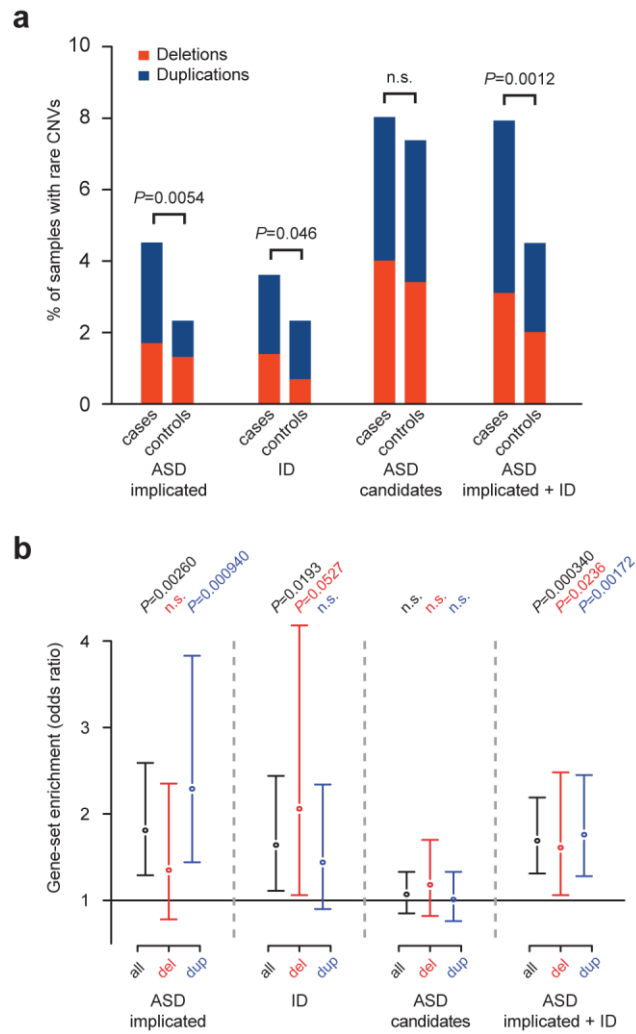 a
Deletions
Duplications
% of samples with rare CNVs
10
8
6
4
2
0
P=0.0054
P=0.046
n.s.
P=0.0012
cases
controls
cases
controls
cases
controls
cases
controls
ASD
implicated
ID
ASD
candidates
ASD
implicated + ID
b
P=0.00260
n.s.
P=0.000940
P=0.0193
P=0.0527
n.s.
n.s.
n.s.
n.s.
P=0.000340
P=0.0236
P=0.00172
Gene-set enrichment (odds ratio)
4
3
2
1
all
del
dup
all
del
dup
all
del
dup
all
del
dup
ASD
implicated
ID
ASD
candidates
ASD
implicated + ID